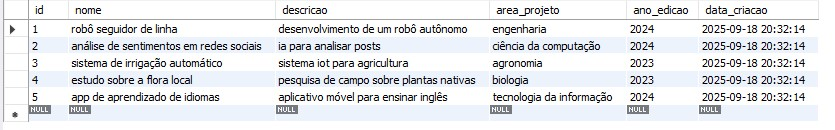 id nome descricao area_projeto ano_edicao data_criacao
1 robô seguidor de linha desenvolvimento de um robô autônomo engenharia 2024 2025-09-18 20:32:14
2 análise de sentimentos em redes sociais ia para analisar posts ciência da computação 2024 2025-09-18 20:32:14
3 sistema de irrigação automático sistema iot para agricultura agronomia 2023 2025-09-18 20:32:14
4 estudo sobre a flora local pesquisa de campo sobre plantas nativas biologia 2023 2025-09-18 20:32:14
5 app de aprendizado de idiomas aplicativo móvel para ensinar inglês tecnologia da informação 2024 2025-09-18 20:32:14
NULL NULL NULL NULL NULL NULL